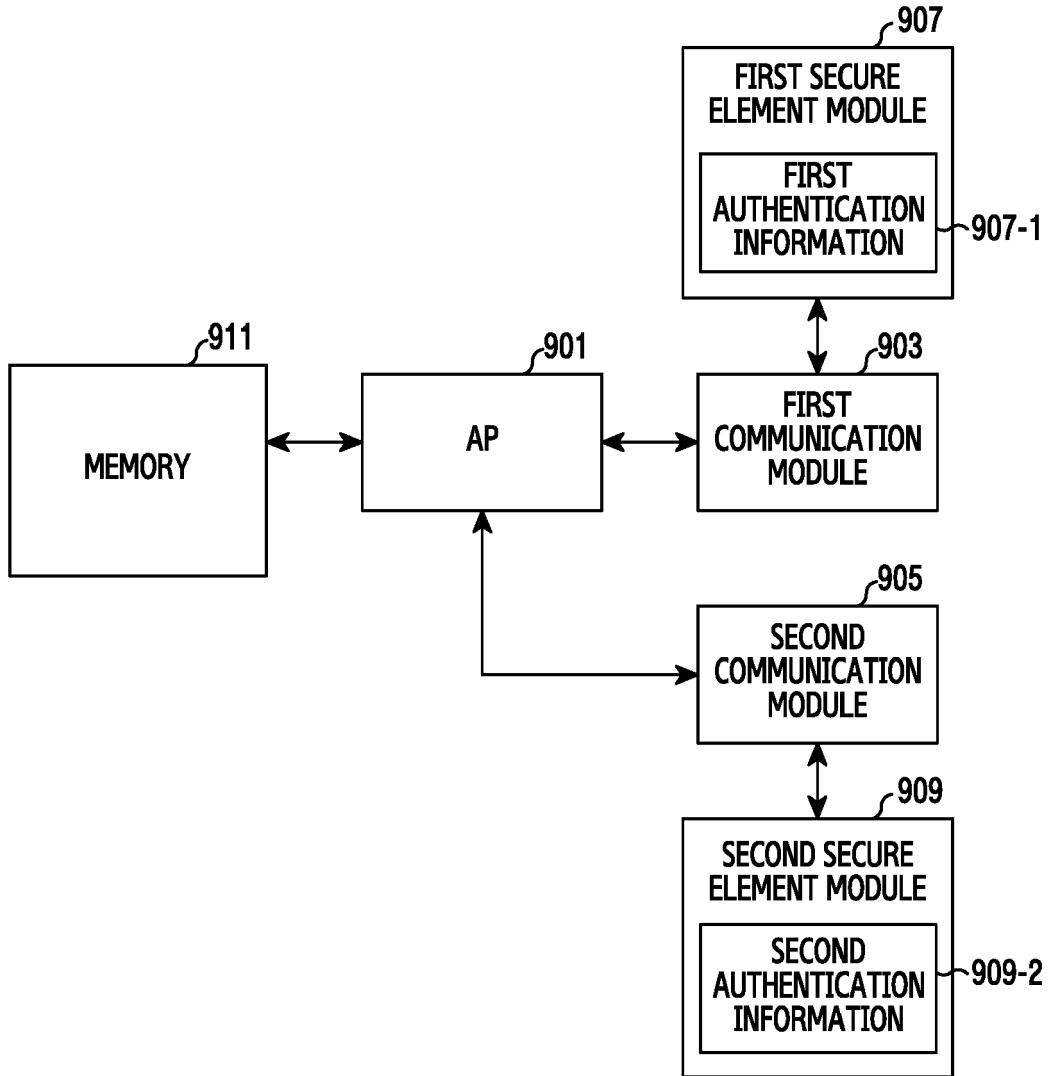 907
FIRST SECURE
ELEMENT MODULE
FIRST
AUTHENTICATION
INFORMATION
907-1
911
MEMORY
901
AP
903
FIRST
COMMUNICATION
MODULE
905
SECOND
COMMUNICATION
MODULE
909
SECOND SECURE
ELEMENT MODULE
SECOND
AUTHENTICATION
INFORMATION
909-2